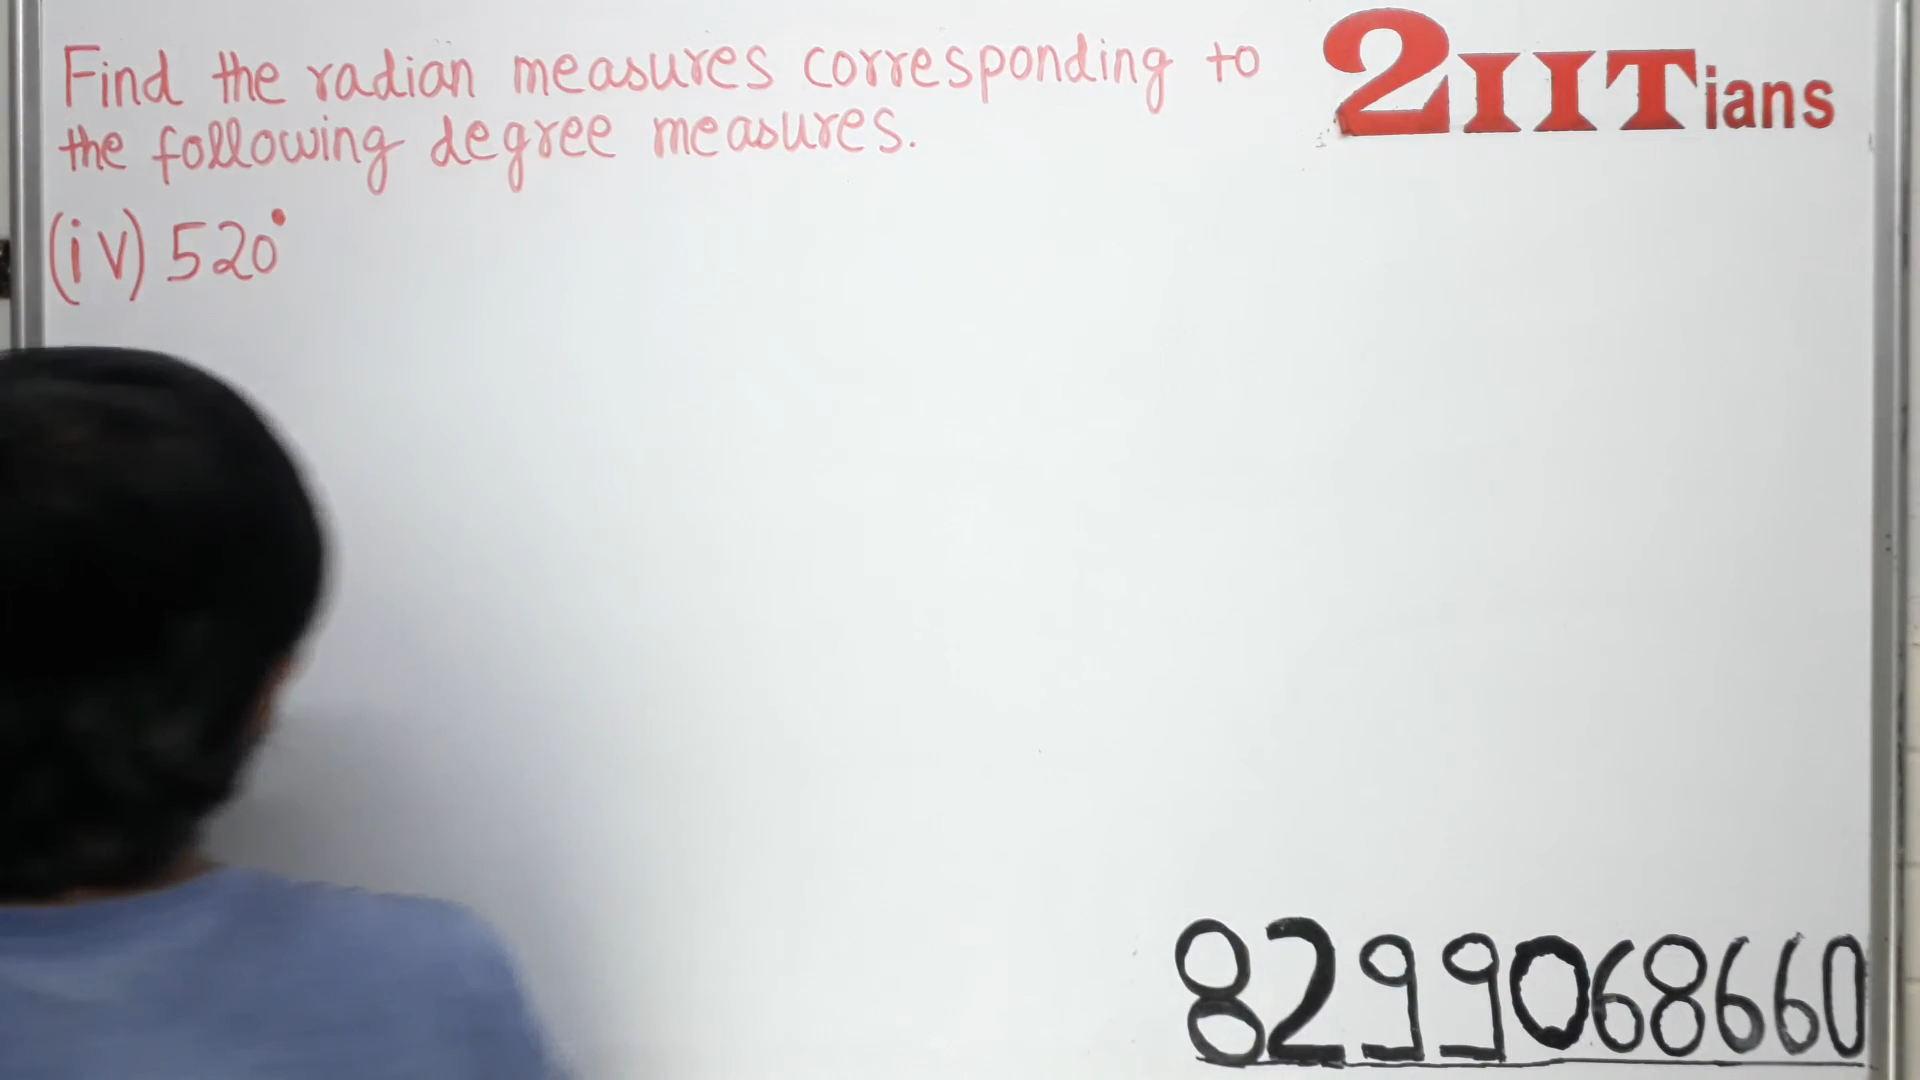 Find the radian measures corresponding to
the following degree measures.
(iv) 520°
2IITians
8299068660